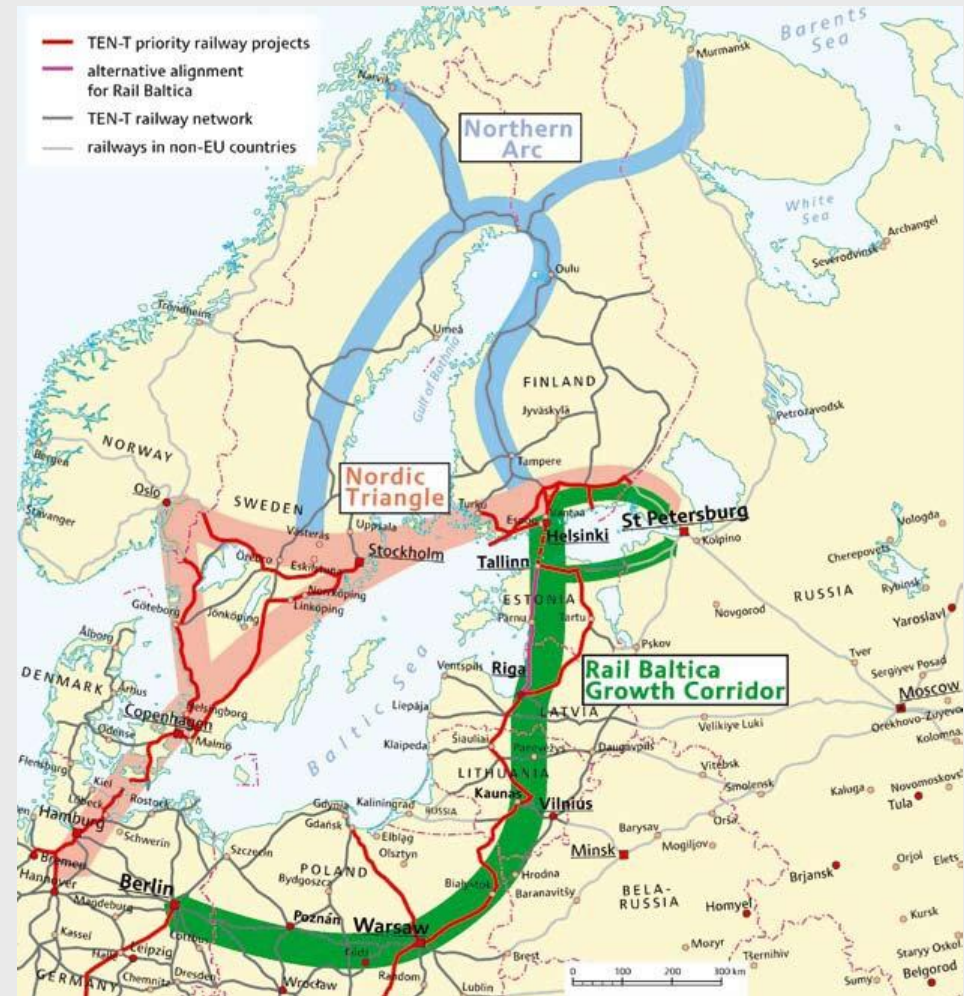 TEN-T priority railway projects
alternative alignment
for Rail Baltica
TEN-T railway network
railways in non-EU countries
Barents
Sea
Murmansk
Narvik
Northern
Arc
White
Sea
Archangel
Severodvinsk
Oulu
Trondheim
Umeå
Gulf of Bothnia
FINLAND
Jyväskylä
Petrozavodsk
NORWAY
Bergen
Tampere
Nordic
Triangle
Oslo
SWEDEN
Turku
Vantaa
St Petersburg
Stavanger
Västerås
Uppsala
Espoo
Helsinki
Kolpino
Vologda
Örebro
Eskilstuna
Stockholm
Tallinn
Cherepovets
Norrköping
Linköping
ESTONIA
RUSSIA
Rybinsk
Göteborg
Jönköping
Pärnu
Tartu
Novgorod
Yaroslavl
Ålborg
Pskov
Tver
Baltic Sea
Ventspils
Riga
Rail Baltica
Growth Corridor
Sergiyev Posad
DENMARK
Århus
Helsingborg
Moscow
Copenhagen
Liepāja
LATVIA
Velikiye Luki
Orekhovo-Zuyevo
Odense
Malmö
Šiauliai
Klaipeda
Panevėžys
Daugavpils
Kolomna
Flensburg
Vitebsk
Kiel
LITHUANIA
Smolensk
Kaluga
Novomoskovs
Lübeck
Rostock
Gdynia
Kaliningrad
RUSSIA
Kaunas
Vilnius
Tula
Hamburg
Gdańsk
Orsa
Schwerin
Elbląg
Barysav
Bremen
Szczecin
Olsztyn
Minsk
Mogiljov
Hannover
POLAND
Hrodna
Brjansk
Orjol
Elets
Berlin
Bydgoszcz
Bialystok
Baranavitšy
BELA-
RUSSIA
Magdeburg
Poznán
Homyel
Kursk
Kassel
Cottbus
Warsaw
Halle
Leipzig
Łódź
Brest
Mozyr
Tšernihiv
Staryy Oskol
GERMANY
Chemnitz
Dresden
Wrocław
Random
Lublin
0 100 200 300 km
Sumy
Belgorod